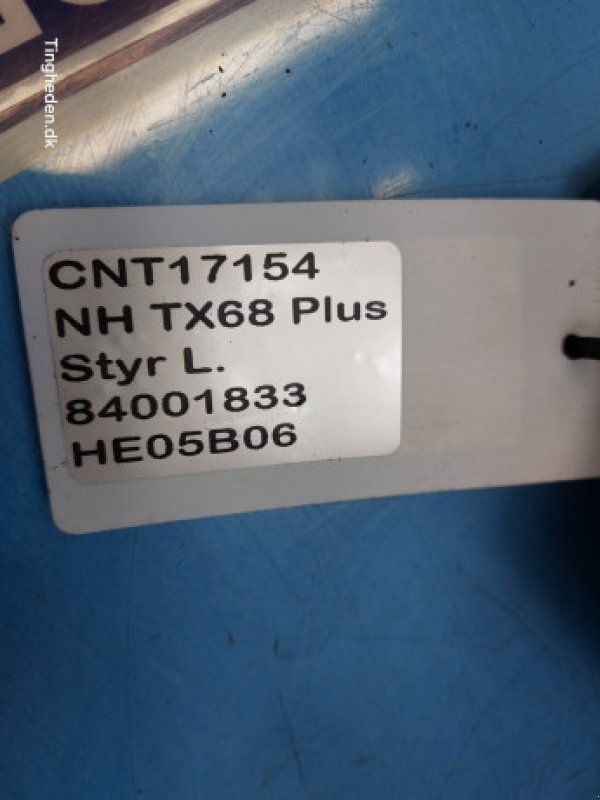 Tingheden.dk
CNT17154
NH TX68 Plus
Styr L.
84001833
HE05B06